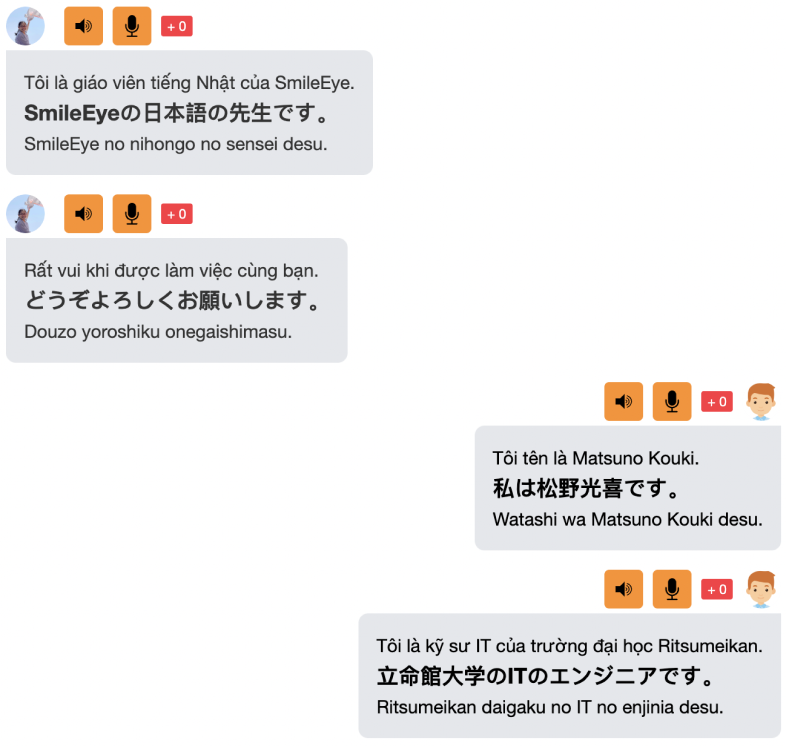 + 0
Tôi là giáo viên tiếng Nhật của SmileEye.
SmileEyeの日本語の先生です。
SmileEye no nihongo no sensei desu.
+ 0
Rất vui khi được làm việc cùng bạn.
どうぞよろしくお願いします。
Douzo yoroshiku onegaishimasu.
+ 0
Tôi tên là Matsuno Kouki.
私は松野光喜です。
Watashi wa Matsuno Kouki desu.
+ 0
Tôi là kỹ sư IT của trường đại học Ritsumeikan.
立命館大学のITのエンジニアです。
Ritsumeikan daigaku no IT no enjinia desu.